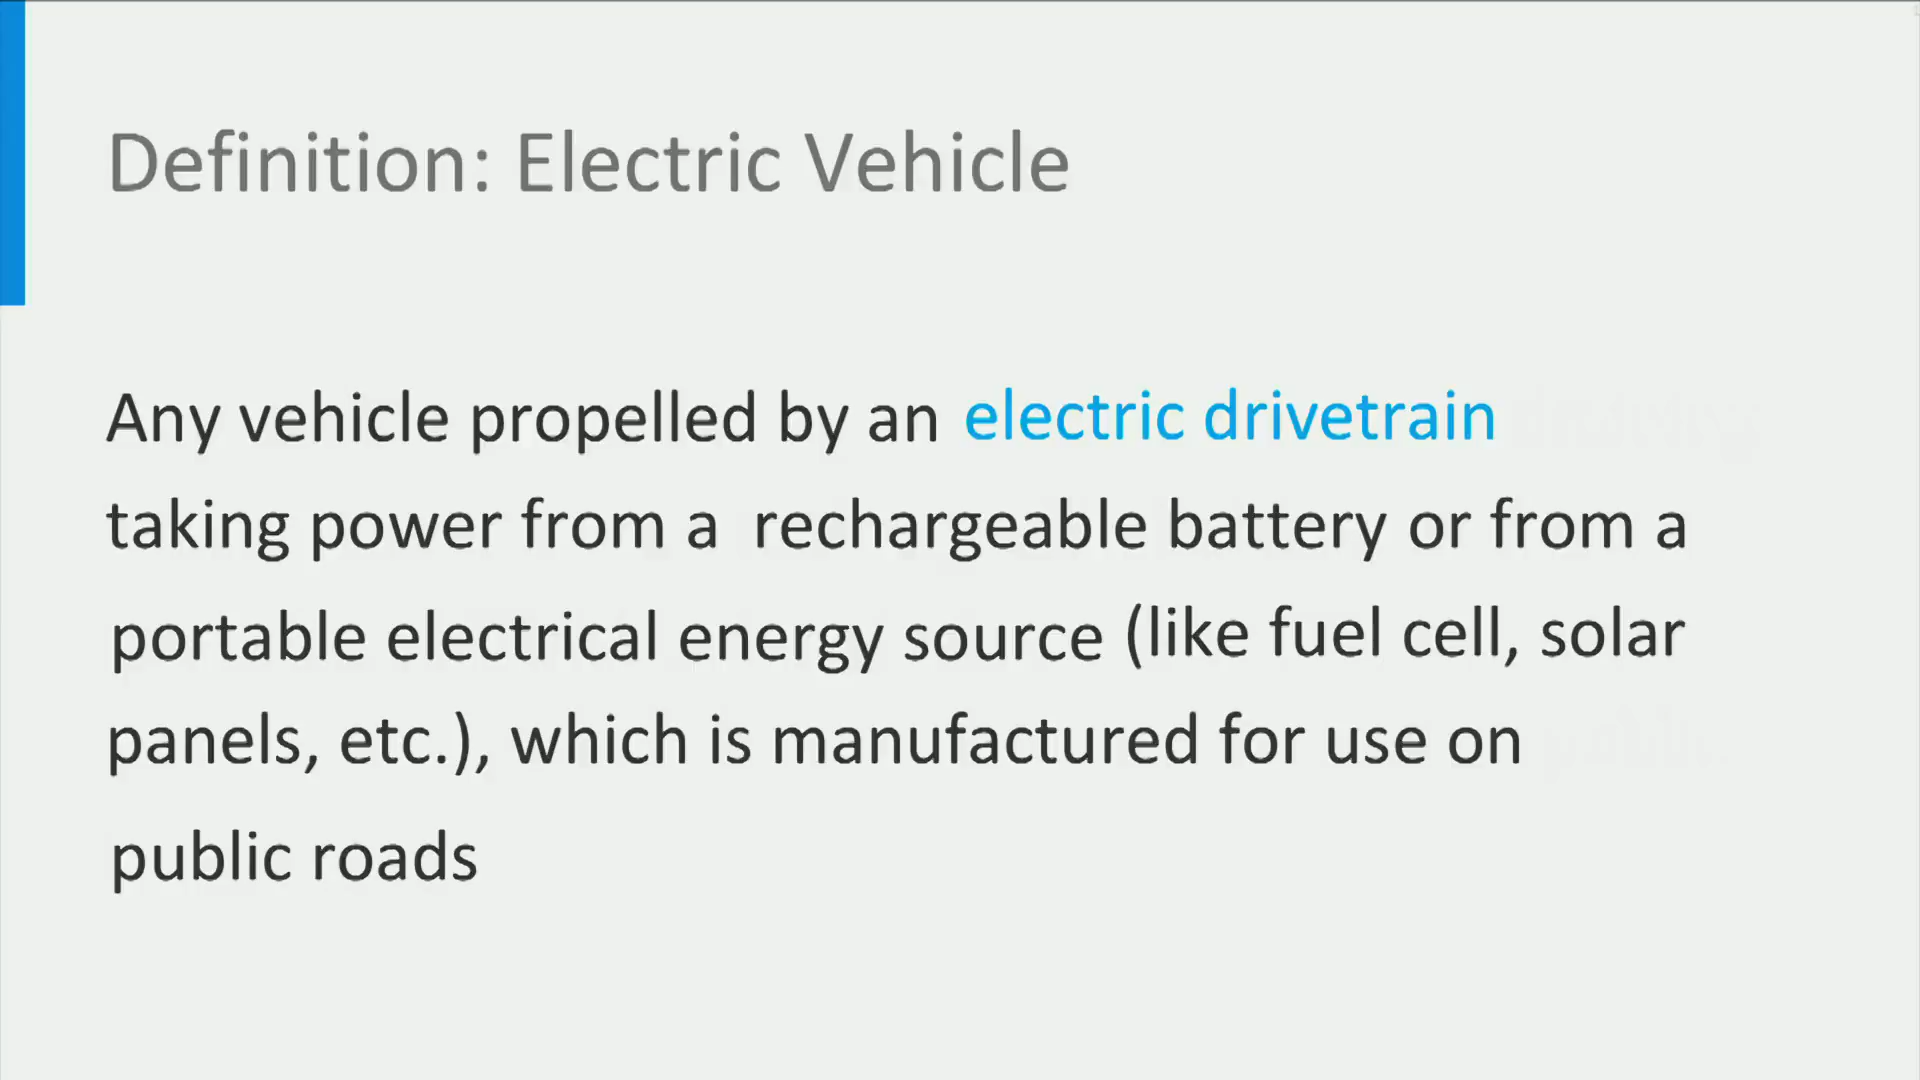 Definition: Electric Vehicle
Any vehicle propelled by an electric drivetrain
taking power from a rechargeable battery or from a
portable electrical energy source (like fuel cell, solar
panels, etc.), which is manufactured for use on
public roads